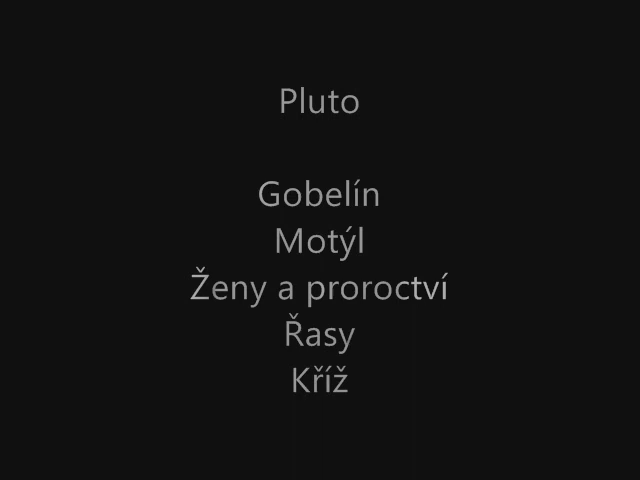 Pluto
Gobelín
Motýl
Ženy a proroctví
Řasy
Kříž